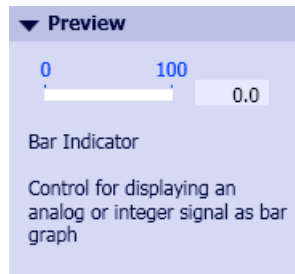 Preview
0 100
0.0
Bar Indicator
Control for displaying an
analog or integer signal as bar
graph